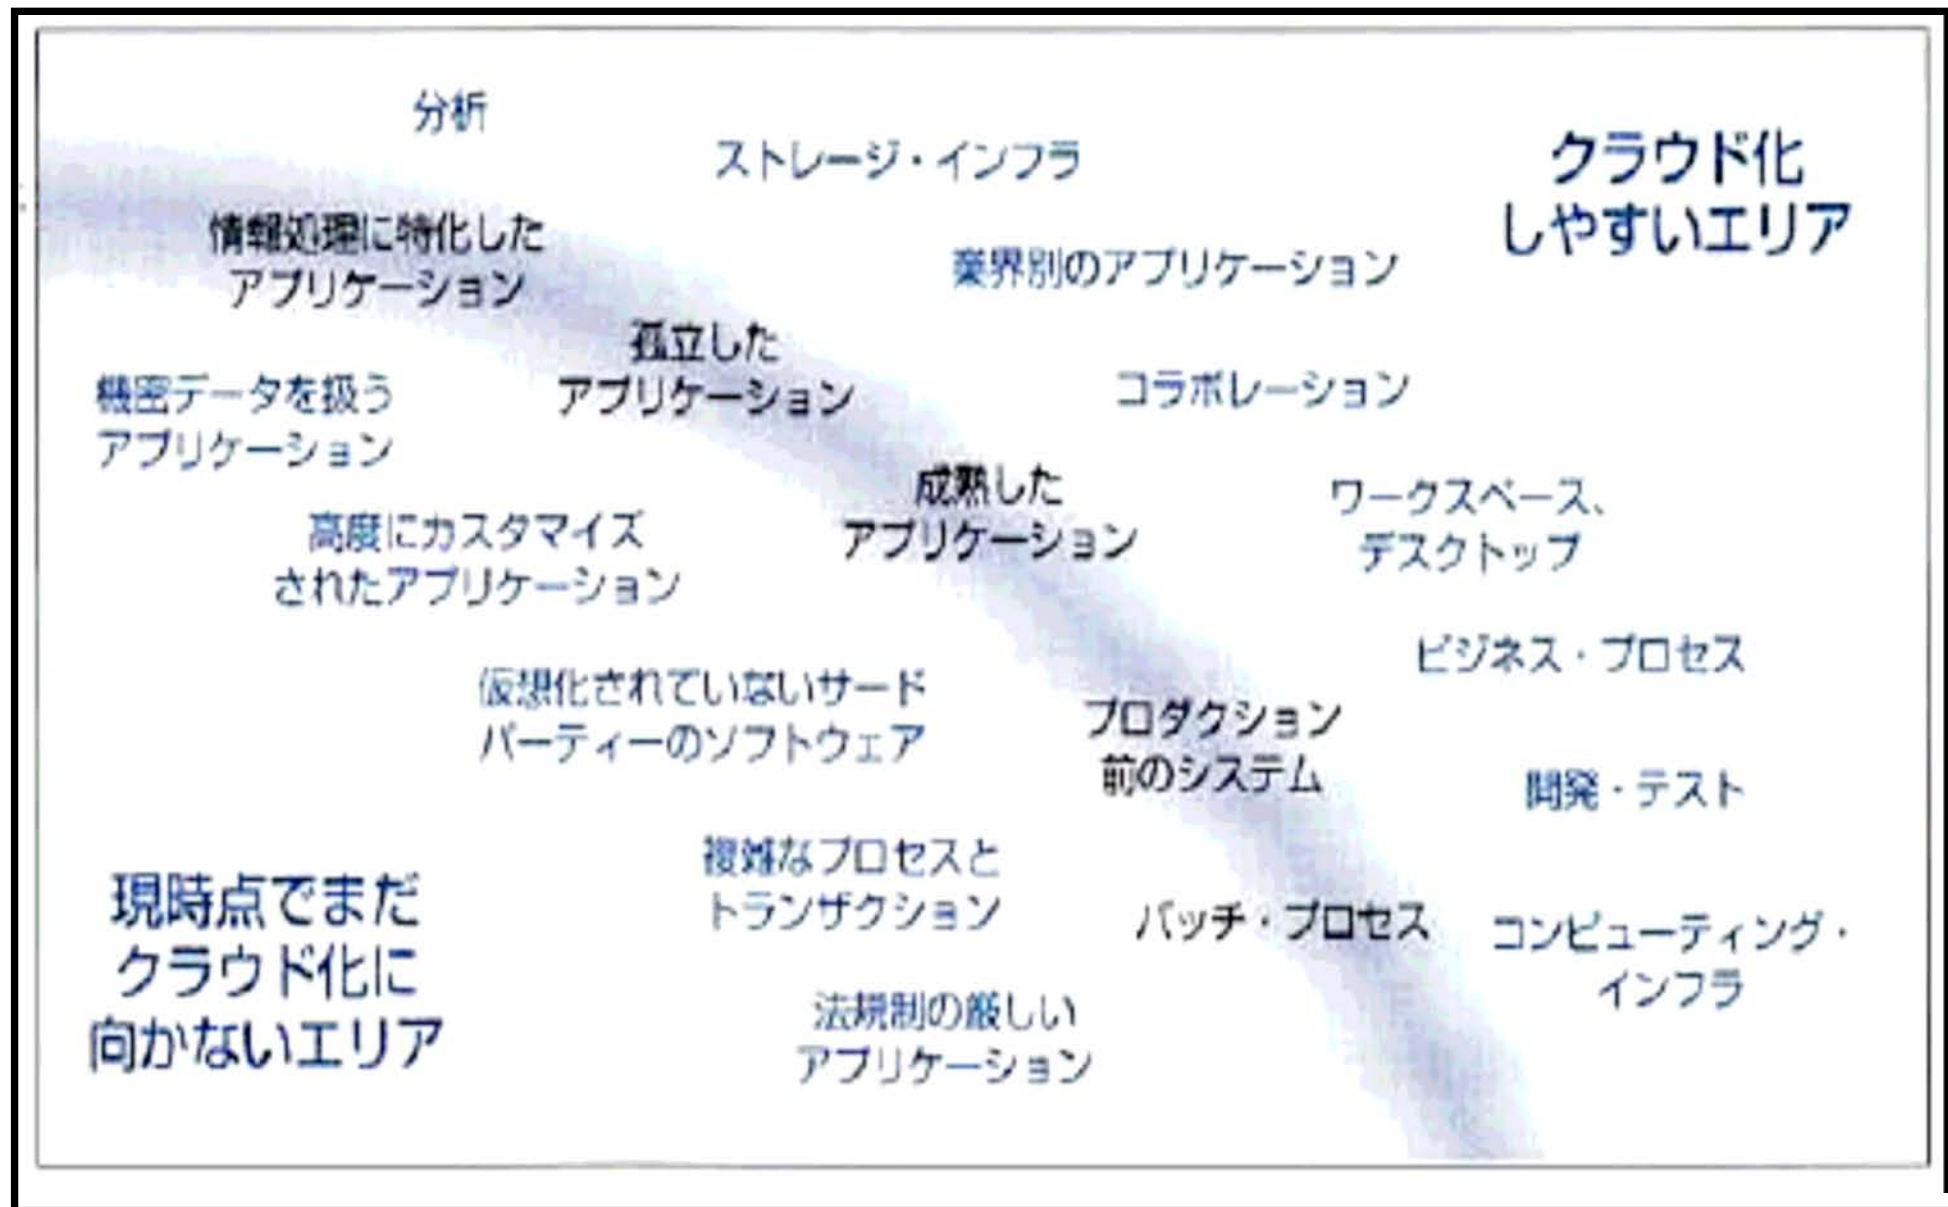 分析
ストレージ・インフラ
クラウド化
しやすいエリア
情報処理に特化した
アプリケーション
業界別のアプリケーション
孤立した
アプリケーション
機密データを扱う
アプリケーション
コラボレーション
成熟した
アプリケーション
ワークスペース、
デスクトップ
高度にカスタマイズ
されたアプリケーション
ビジネス・プロセス
仮想化されていないサード
パーティーのソフトウェア
プロダクション
前のシステム
開発・テスト
複雑なプロセスと
トランザクション
現時点でまだ
クラウド化に
向かないエリア
バッチ・プロセス
コンピューティング・
インフラ
法規制の厳しい
アプリケーション